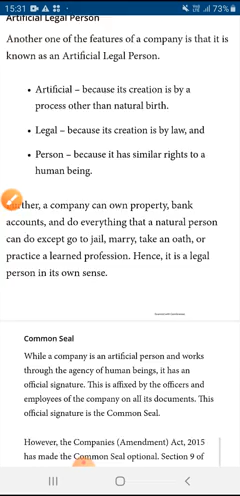 15:31
73%
Artificial Legal Person
Another one of the features of a company is that it is
known as an Artificial Legal Person.
• Artificial – because its creation is by a
process other than natural birth.
• Legal – because its creation is by law, and
• Person – because it has similar rights to a
human being.
ther, a company can own property, bank
accounts, and do everything that a natural person
can do except go to jail, marry, take an oath, or
practice a learned profession. Hence, it is a legal
person in its own sense.
Common Seal
While a company is an artificial person and works
through the agency of human beings, it has an
official signature. This is affixed by the officers and
employees of the company on all its documents. This
official signature is the Common Seal.
However, the Companies (Amendment) Act, 2015
has made the Common Seal optional. Section 9 of